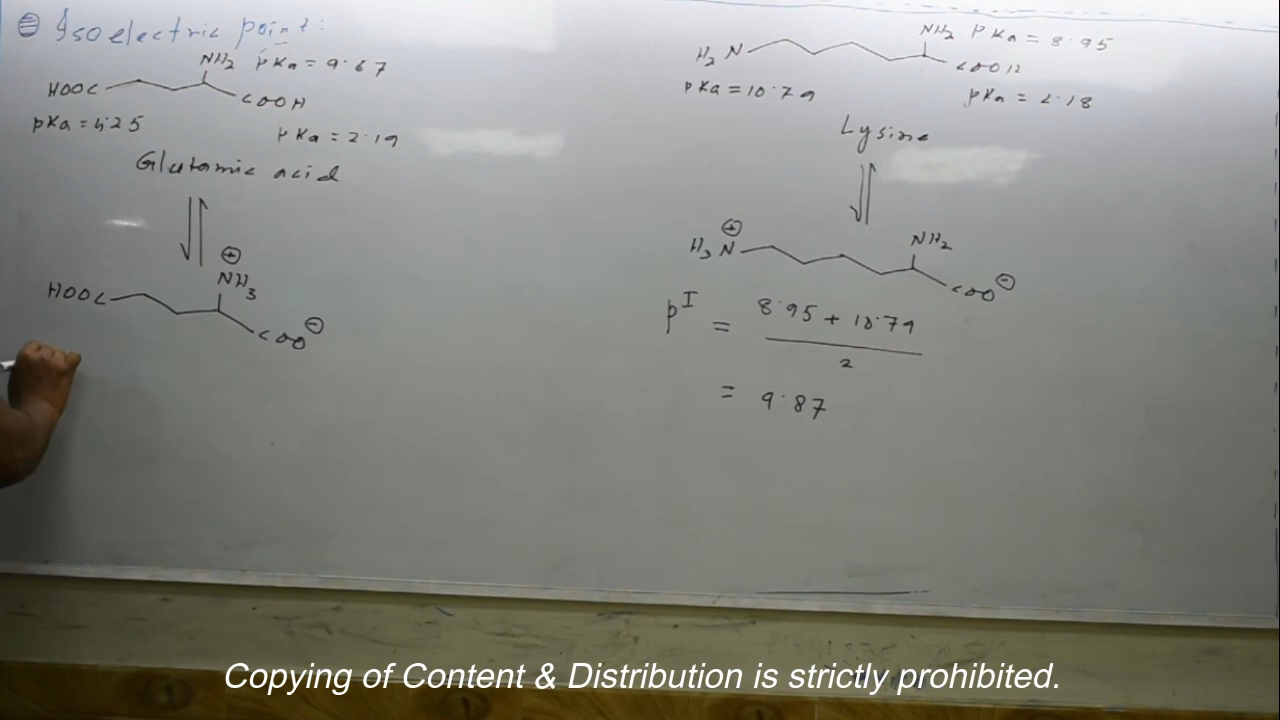 Isoelectric point:
NH2 pKa = 9.67
HOOC
COOH
pKa = 4.25
pKa = 2.19
Glutamic acid
⊕
NH3
HOOC
COO⊖
NH2 pKa = 8.95
H2N
COOH
pKa = 10.79
pKa = 2.18
Lysine
⊕
H3N
NH2
COO⊖
pI = 8.95 + 10.79
2
= 9.87
Copying of Content & Distribution is strictly prohibited.